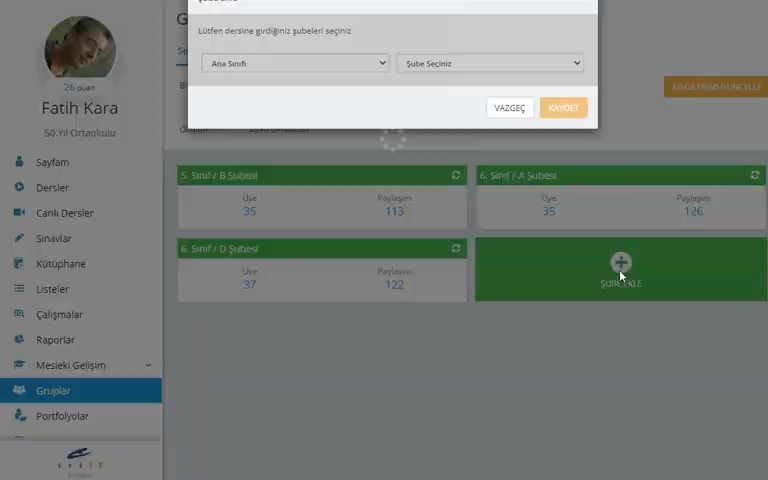 Lütfen dersine girdiğiniz şubeleri seçiniz
Ana Sınıfı
Şube Seçiniz
VAZGEÇ
KAYDET
BİLGİLERİMİ GÜNCELLE
26 puan
Fatih Kara
50.Yıl Ortaokulu
Sayfam
Dersler
Canlı Dersler
Sınavlar
Kütüphane
Listeler
Çalışmalar
Raporlar
Mesleki Gelişim
Gruplar
Portfolyolar
5. Sınıf / B Şubesi
Üye
Paylaşım
35
113
6. Sınıf / A Şubesi
Üye
Paylaşım
35
126
6. Sınıf / D Şubesi
Üye
Paylaşım
37
122
ŞUBE EKLE